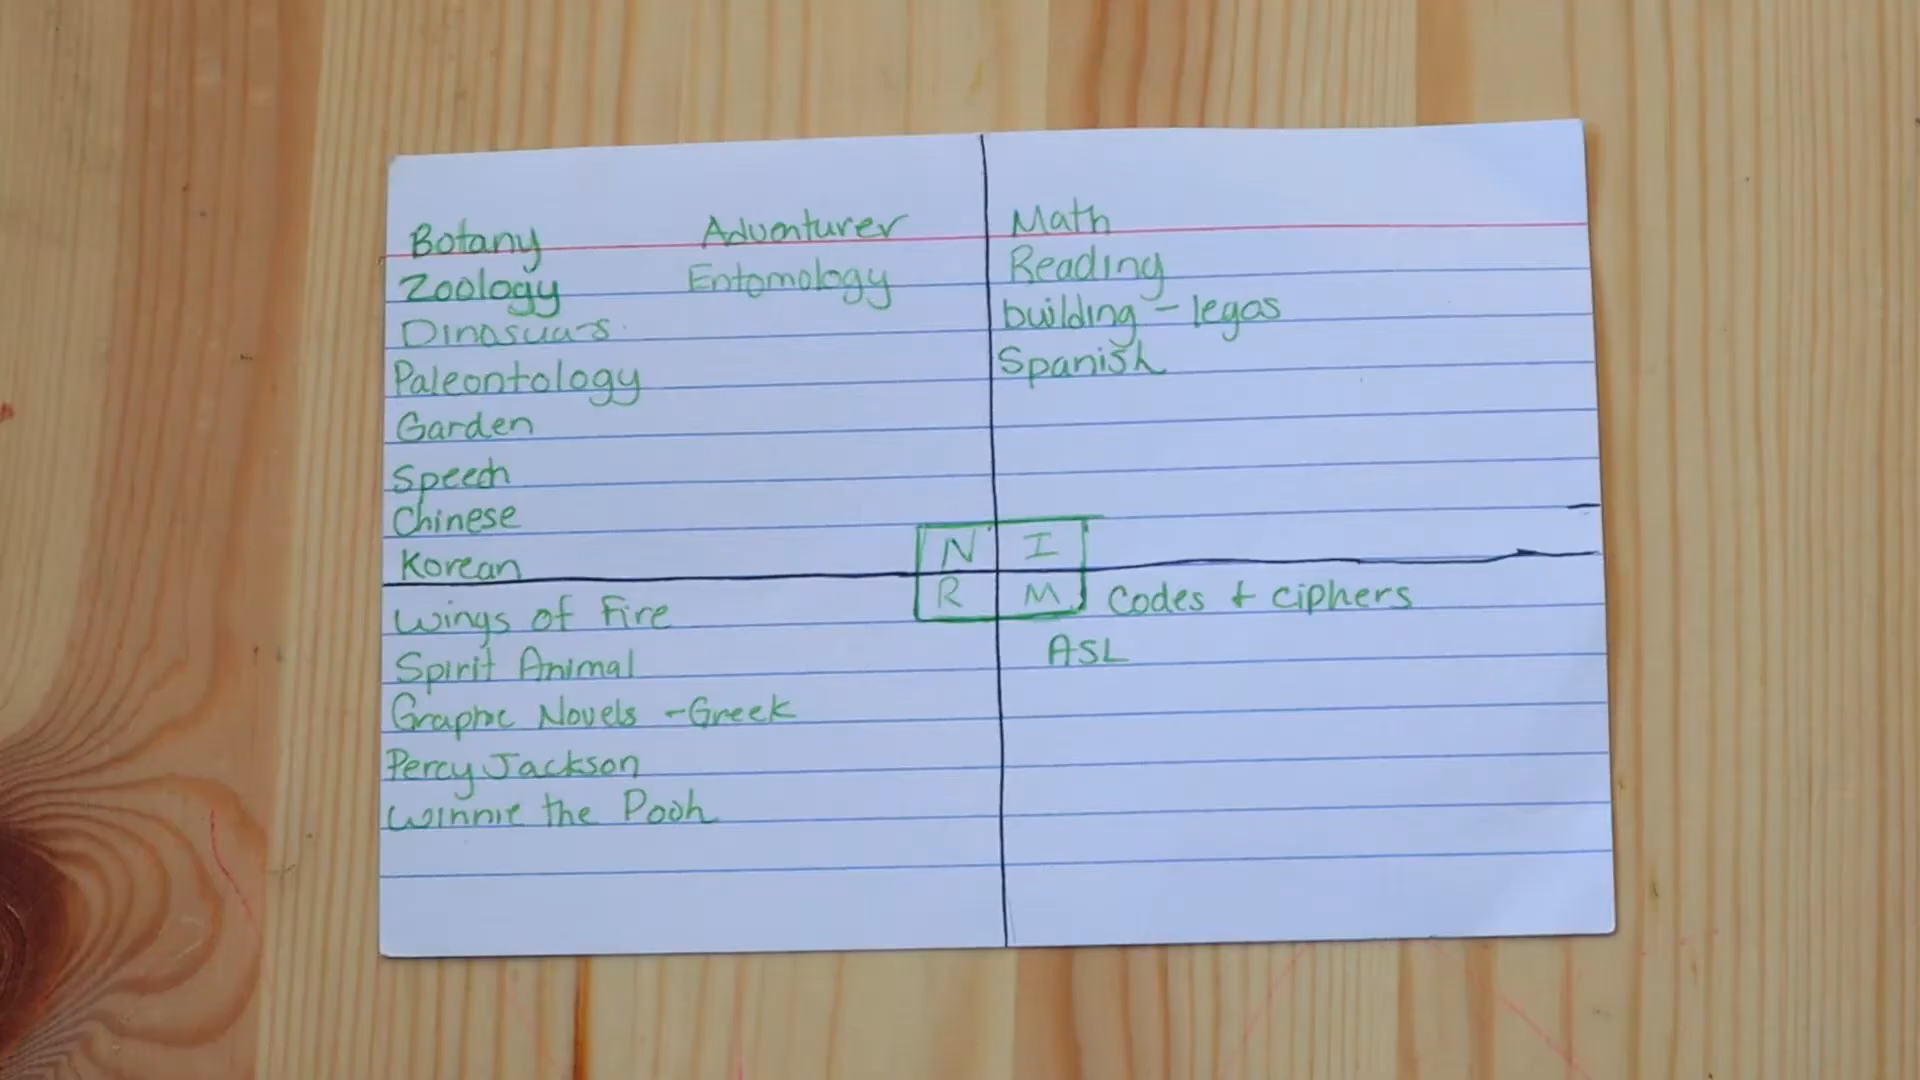 Botany Adventurer
Zoology Entomology
Dinasuars
Paleontology
Garden
Speech
Chinese
Korean
Math
Reading
building - legos
Spanish
N I
R M
Wings of Fire
Spirit Animal
Graphic Novels - Greek
Percy Jackson
Winnie the Pooh
Codes + ciphers
ASL